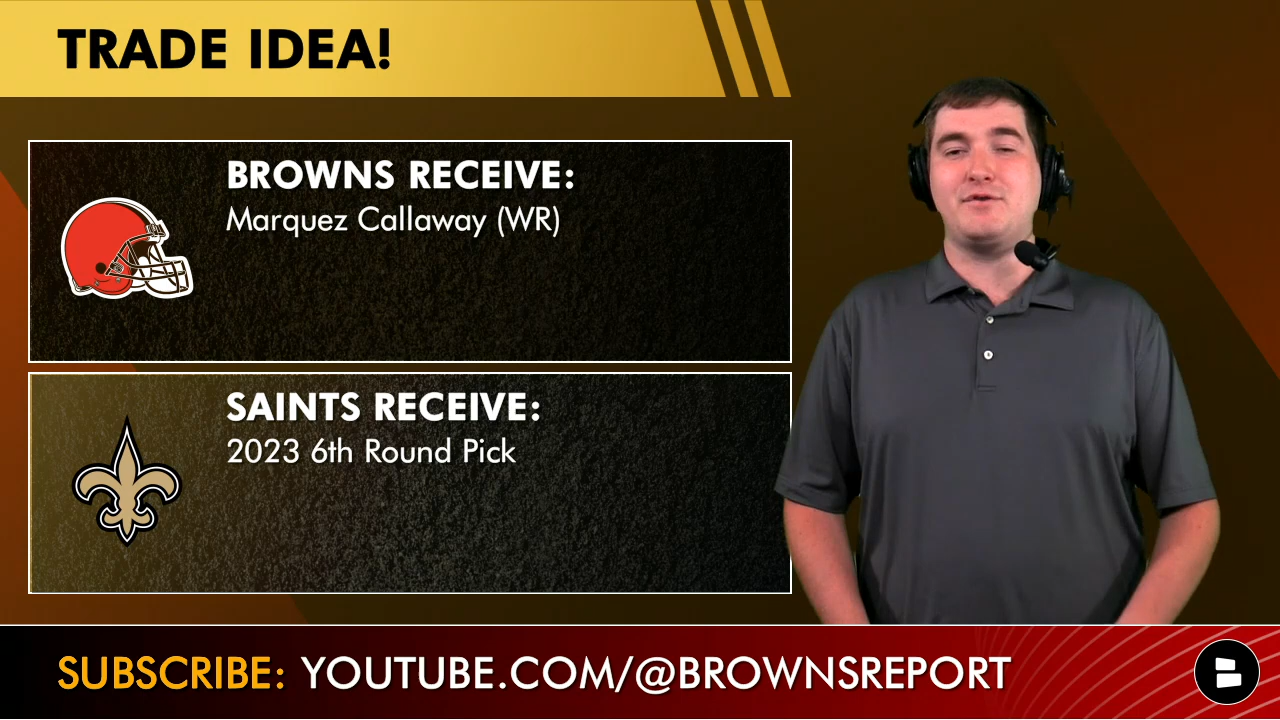 TRADE IDEA!
BROWNS RECEIVE:
Marquez Callaway (WR)
SAINTS RECEIVE:
2023 6th Round Pick
SUBSCRIBE: YOUTUBE.COM/@BROWNSREPORT